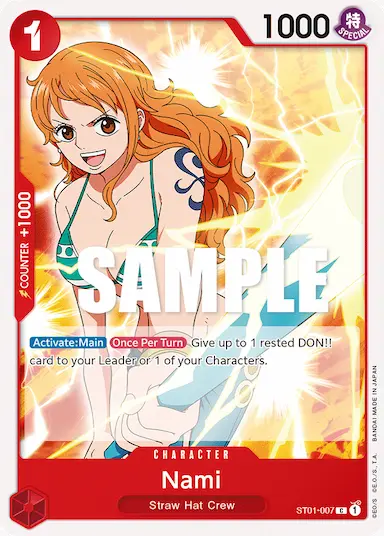 1
1000
特
SPECIAL
COUNTER +1000
SAMPLE
Activate:Main Once Per Turn Give up to 1 rested DON!!
card to your Leader or 1 of your Characters.
CHARACTER
Nami
Straw Hat Crew
©E/S ©E.O./S., T.A. BANDAI MADE IN JAPAN
ST01-007 C 1